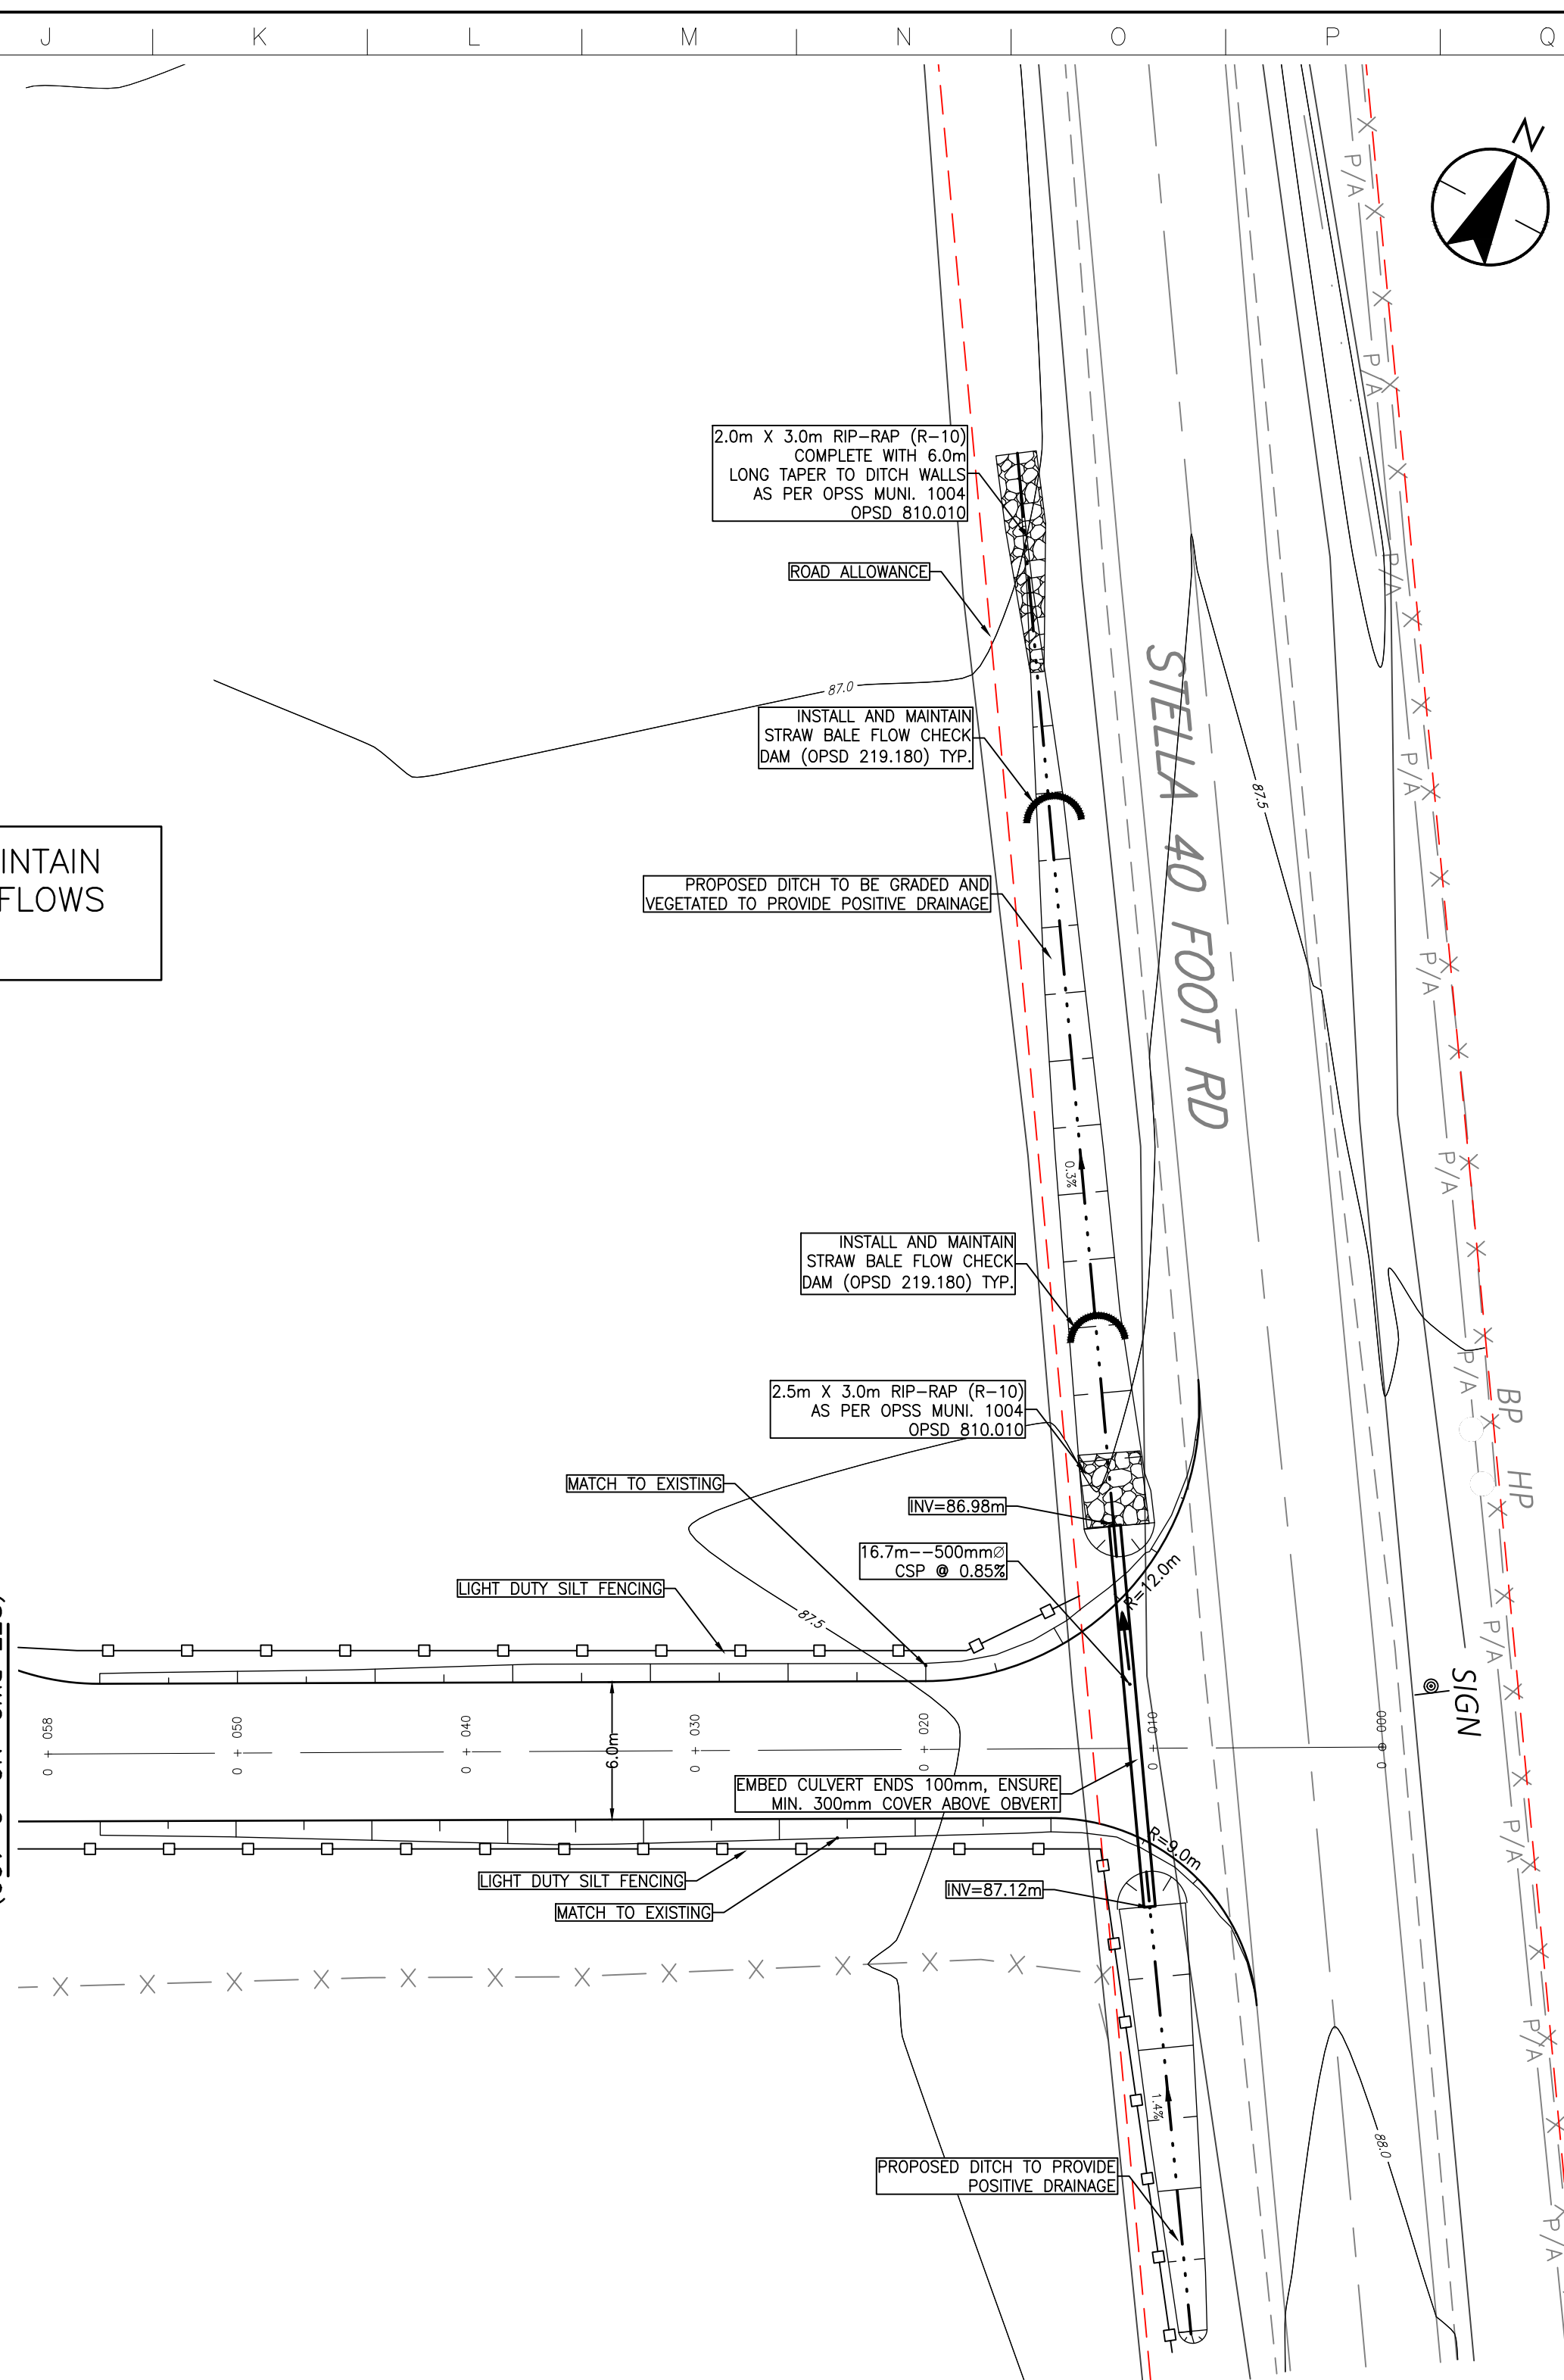 J K L M N O P Q
N
P/A
P/A
2.0m X 3.0m RIP-RAP (R-10)
COMPLETE WITH 6.0m
LONG TAPER TO DITCH WALLS
AS PER OPSS MUNI. 1004
OPSD 810.010
ROAD ALLOWANCE
P/A
87.0
INSTALL AND MAINTAIN
STRAW BALE FLOW CHECK
DAM (OPSD 219.180) TYP.
STELLA 40 FOOT RD
87.5
P/A
INTAIN
FLOWS
PROPOSED DITCH TO BE GRADED AND
VEGETATED TO PROVIDE POSITIVE DRAINAGE
P/A
0.3%
P/A
INSTALL AND MAINTAIN
STRAW BALE FLOW CHECK
DAM (OPSD 219.180) TYP.
P/A
BP
HP
2.5m X 3.0m RIP-RAP (R-10)
AS PER OPSS MUNI. 1004
OPSD 810.010
MATCH TO EXISTING
INV=86.98m
16.7m--500mmØ
CSP @ 0.85%
R=12.0m
LIGHT DUTY SILT FENCING
87.5
P/A
SIGN
0 + 058
0 + 050
0 + 040
0 + 030
0 + 020
0 + 010
0 + 000
6.0m
EMBED CULVERT ENDS 100mm, ENSURE
MIN. 300mm COVER ABOVE OBVERT
R=9.0m
P/A
LIGHT DUTY SILT FENCING
INV=87.12m
MATCH TO EXISTING
P/A
1.4%
88.0
PROPOSED DITCH TO PROVIDE
POSITIVE DRAINAGE
P/A